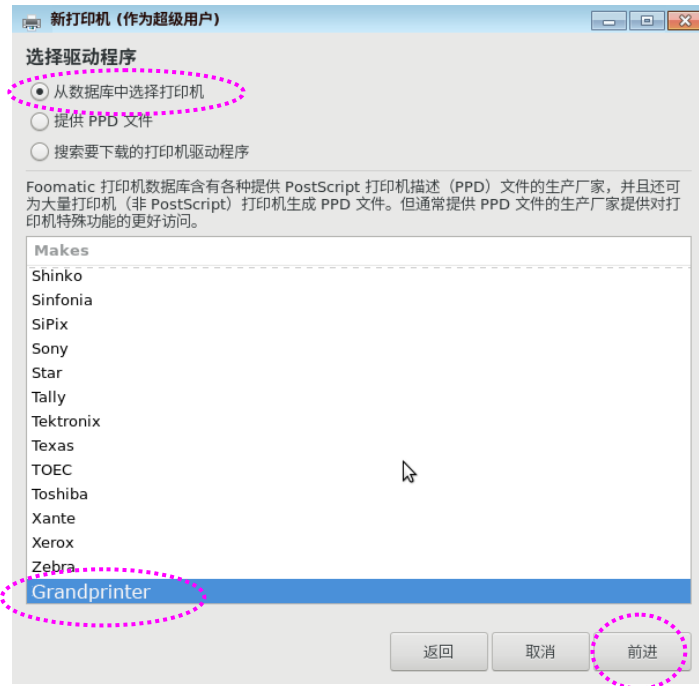 新打印机 (作为超级用户)
选择驱动程序
从数据库中选择打印机
提供 PPD 文件
搜索要下载的打印机驱动程序
Foomatic 打印机数据库含有各种提供 PostScript 打印机描述（PPD）文件的生产厂家，并且还可
为大量打印机（非 PostScript）打印机生成 PPD 文件。但通常提供 PPD 文件的生产厂家提供对打
印机特殊功能的更好访问。
Makes
Shinko
Sinfonia
SiPix
Sony
Star
Tally
Tektronix
Texas
TOEC
Toshiba
Xante
Xerox
Zebra
Grandprinter
返回 取消 前进